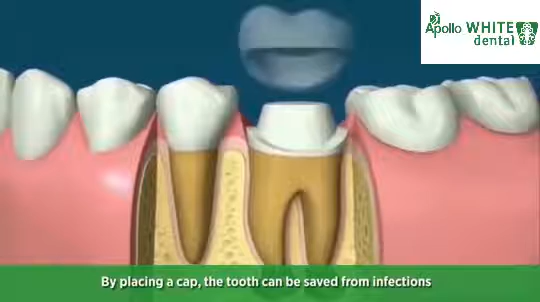 Apollo WHITE
dental
By placing a cap, the tooth can be saved from infections